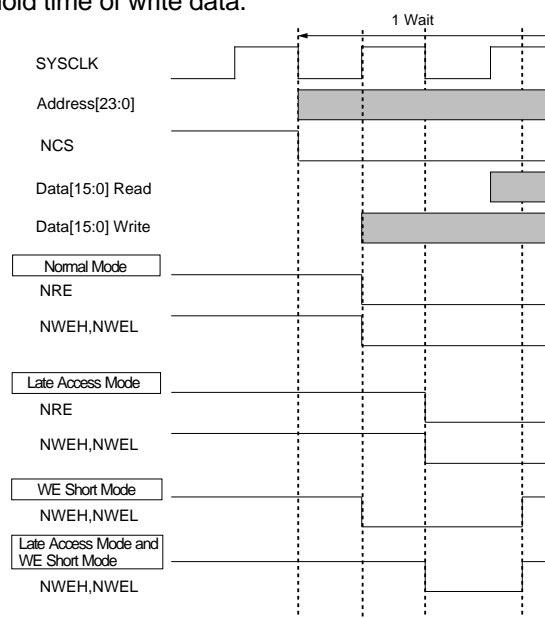 hold time of write data.
1 Wait
SYSCLK
Address[23:0]
NCS
Data[15:0] Read
Data[15:0] Write
Normal Mode
NRE
NWEH,NWEL
Late Access Mode
NRE
NWEH,NWEL
WE Short Mode
NWEH,NWEL
Late Access Mode and
WE Short Mode
NWEH,NWEL